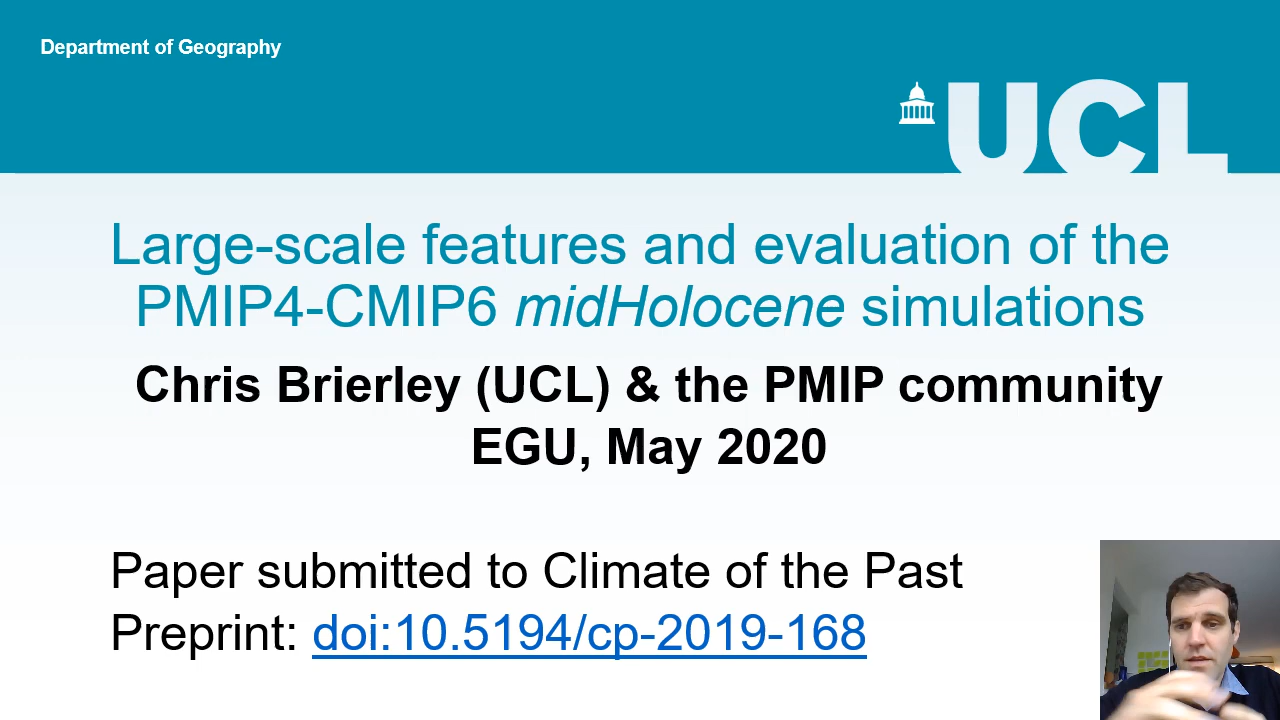 Department of Geography
UCL
Large-scale features and evaluation of the
PMIP4-CMIP6 midHolocene simulations
Chris Brierley (UCL) & the PMIP community
EGU, May 2020
Paper submitted to Climate of the Past
Preprint: doi:10.5194/cp-2019-168